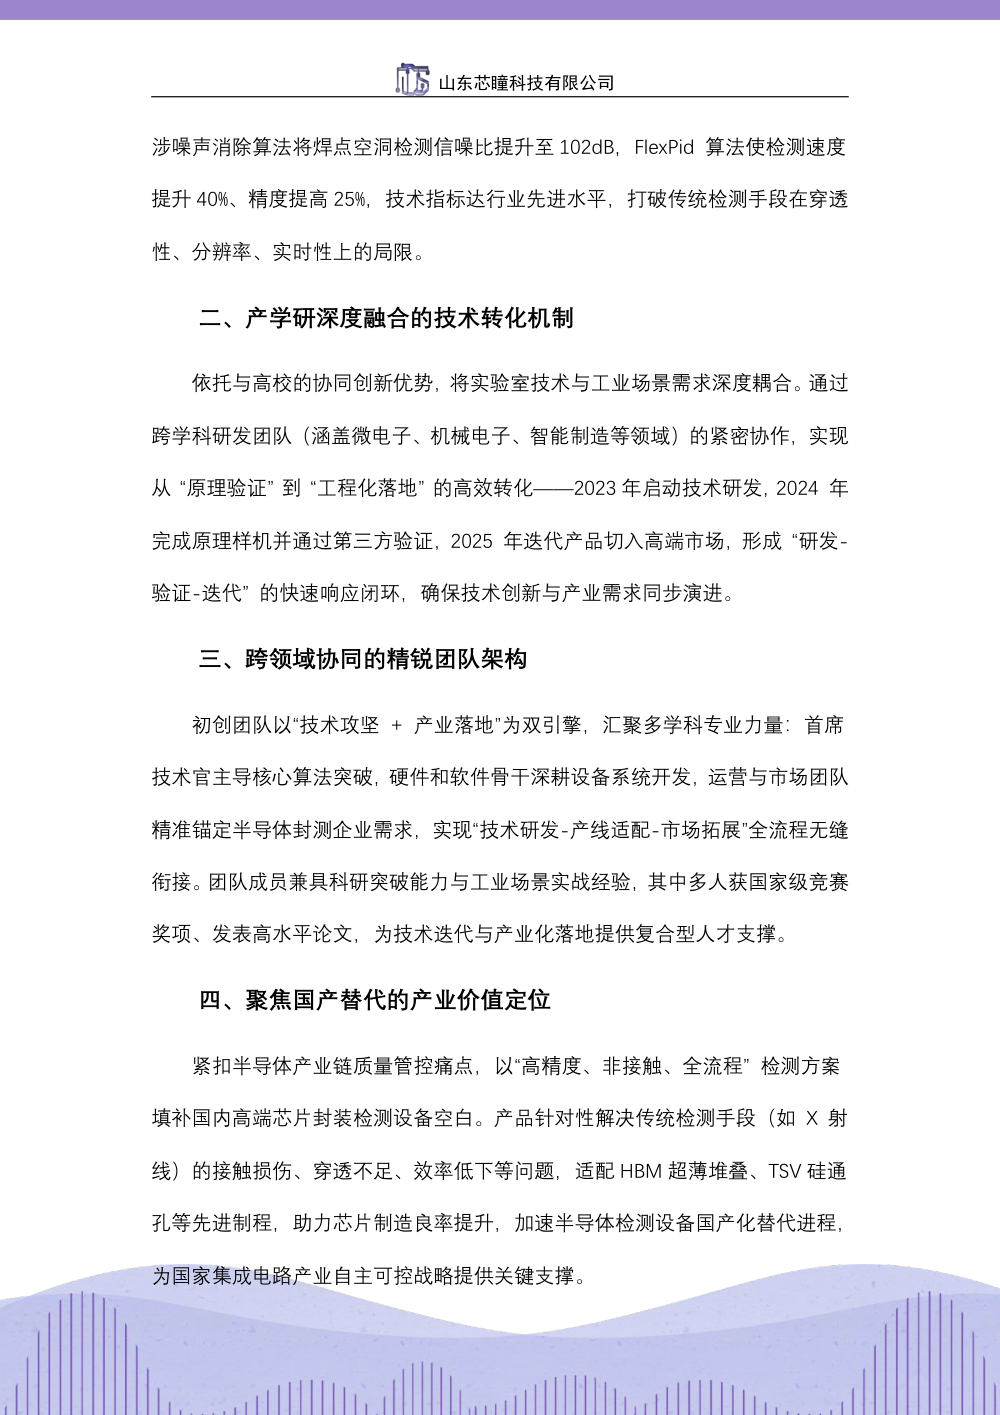 山东芯瞳科技有限公司
涉噪声消除算法将焊点空洞检测信噪比提升至 102dB，FlexPid 算法使检测速度
提升 40%、精度提高 25%，技术指标达行业先进水平，打破传统检测手段在穿透
性、分辨率、实时性上的局限。
二、产学研深度融合的技术转化机制
依托与高校的协同创新优势，将实验室技术与工业场景需求深度耦合。通过
跨学科研发团队（涵盖微电子、机械电子、智能制造等领域）的紧密协作，实现
从 “原理验证” 到 “工程化落地” 的高效转化——2023 年启动技术研发，2024 年
完成原理样机并通过第三方验证，2025 年迭代产品切入高端市场，形成 “研发-
验证-迭代” 的快速响应闭环，确保技术创新与产业需求同步演进。
三、跨领域协同的精锐团队架构
初创团队以“技术攻坚 + 产业落地”为双引擎，汇聚多学科专业力量：首席
技术官主导核心算法突破，硬件和软件骨干深耕设备系统开发，运营与市场团队
精准锚定半导体封测企业需求，实现“技术研发-产线适配-市场拓展”全流程无缝
衔接。团队成员兼具科研突破能力与工业场景实战经验，其中多人获国家级竞赛
奖项、发表高水平论文，为技术迭代与产业化落地提供复合型人才支撑。
四、聚焦国产替代的产业价值定位
紧扣半导体产业链质量管控痛点，以“高精度、非接触、全流程” 检测方案
填补国内高端芯片封装检测设备空白。产品针对性解决传统检测手段（如 X 射
线）的接触损伤、穿透不足、效率低下等问题，适配 HBM 超薄堆叠、TSV 硅通
孔等先进制程，助力芯片制造良率提升，加速半导体检测设备国产化替代进程，
为国家集成电路产业自主可控战略提供关键支撑。